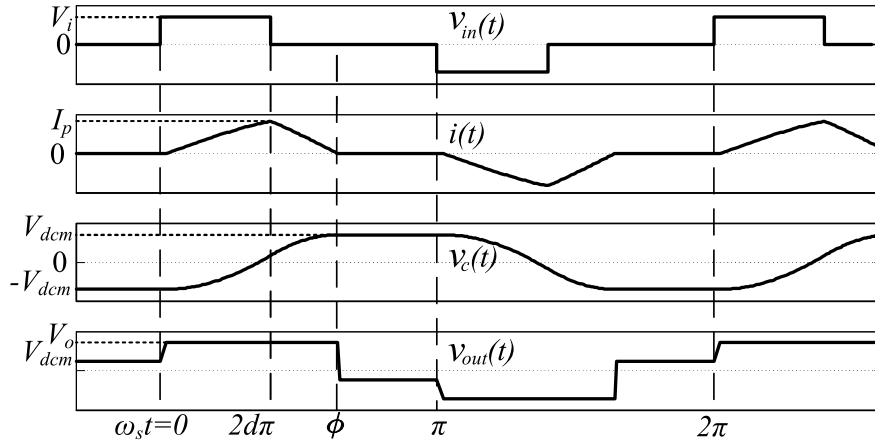 V_i
0
v_in(t)
I_p
0
i(t)
V_dcm
0
-V_dcm
v_c(t)
V_o
V_dcm
v_out(t)
ω_s t=0
2dπ
ϕ
π
2π